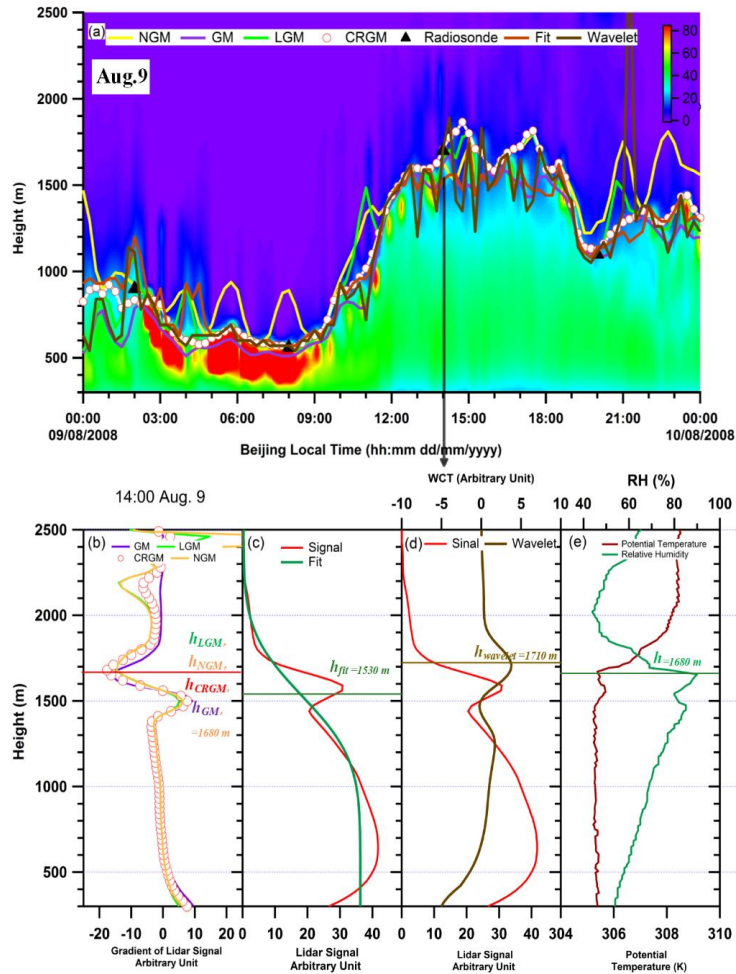 (a) NGM GM LGM CRGM Radiosonde Fit Wavelet
Aug.9
80
60
40
20
0
2500
2000
1500
1000
500
Height (m)
00:00 03:00 06:00 09:00 12:00 15:00 18:00 21:00 00:00
09/08/2008 10/08/2008
Beijing Local Time (hh:mm dd/mm/yyyy)
14:00 Aug. 9
WCT (Arbitrary Unit)
-10 -5 0 5 10
RH (%)
40 60 80 100
2500
2000
1500
1000
500
Height (m)
(b) GM LGM
CRGM NGM
hLGM,
hNGM,
hCRGM,
hGM,
=1680 m
-20 -10 0 10 20
Gradient of Lidar Signal
Arbitrary Unit
(c) Signal
Fit
hfit =1530 m
0 10 20 30 40
Lidar Signal
Arbitrary Unit
(d) Sinal Wavelet
hwavelet =1710 m
0 10 20 30 40
Lidar Signal
Arbitrary Unit
(e) Potential Temperature
Relative Humidity
h=1680 m
304 306 308 310
Potential
Temperature (K)